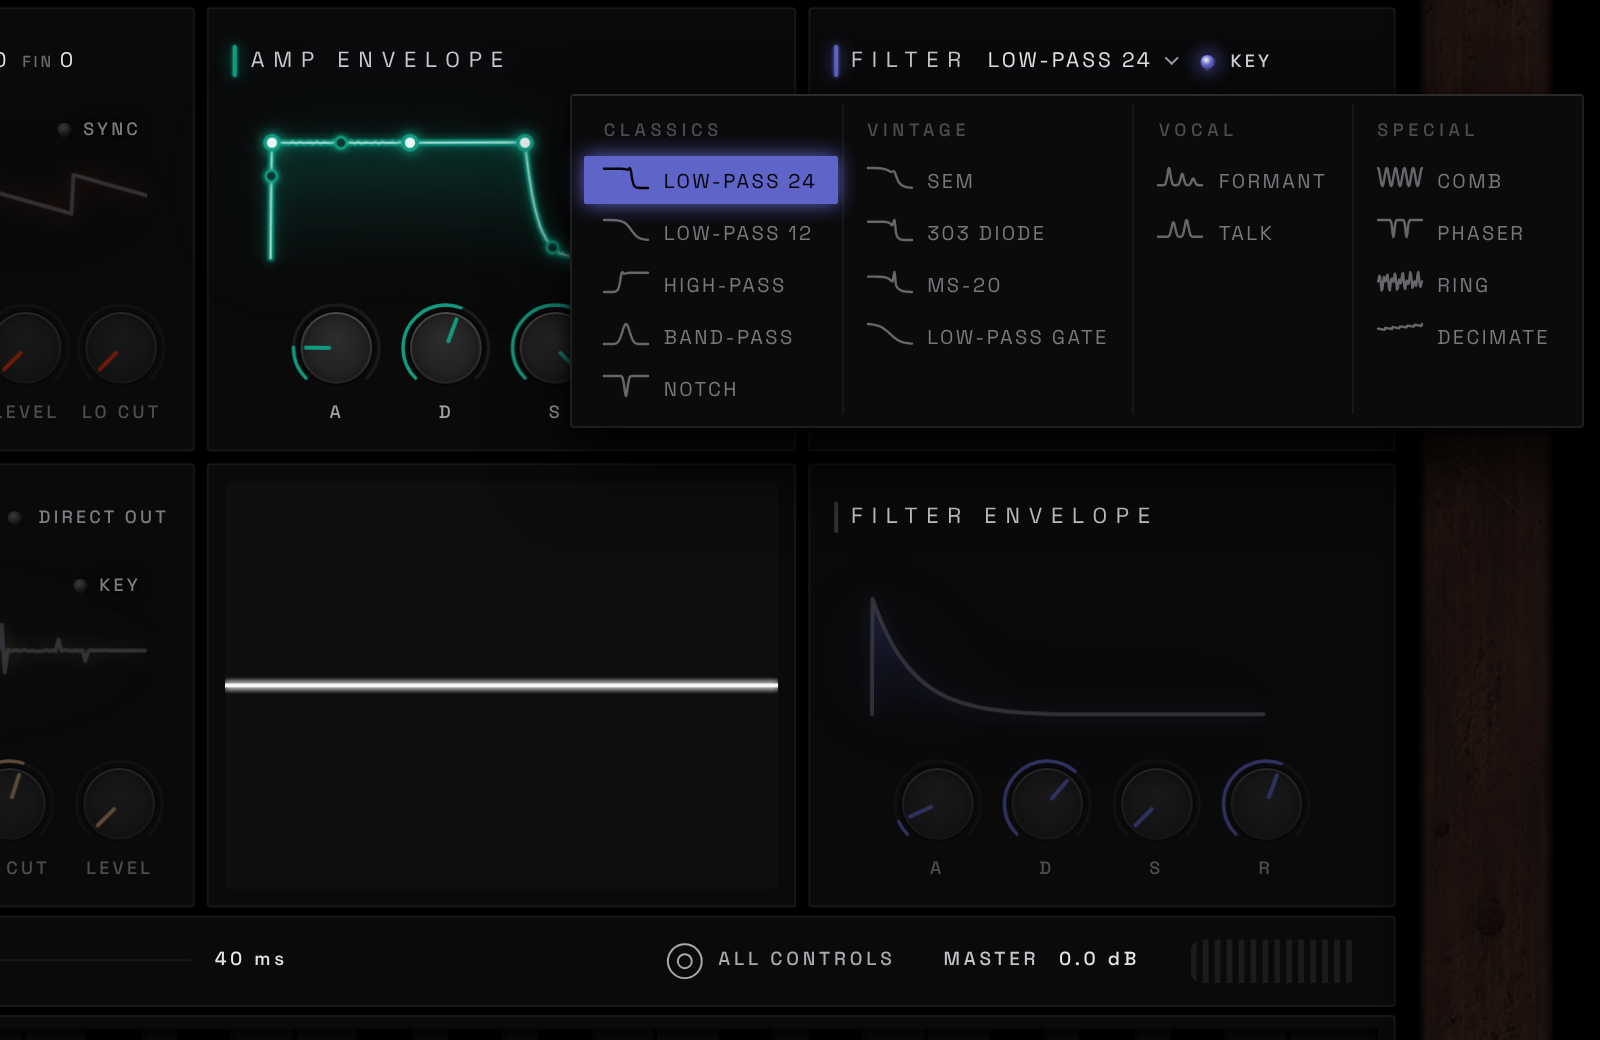 FIN 0
AMP ENVELOPE
FILTER LOW-PASS 24 KEY
SYNC
CLASSICS
LOW-PASS 24
LOW-PASS 12
HIGH-PASS
BAND-PASS
NOTCH
VINTAGE
SEM
303 DIODE
MS-20
LOW-PASS GATE
VOCAL
FORMANT
TALK
SPECIAL
COMB
PHASER
RING
DECIMATE
LEVEL LO CUT
A D S
DIRECT OUT
KEY
FILTER ENVELOPE
CUT LEVEL
A D S R
40 ms
ALL CONTROLS
MASTER 0.0 dB